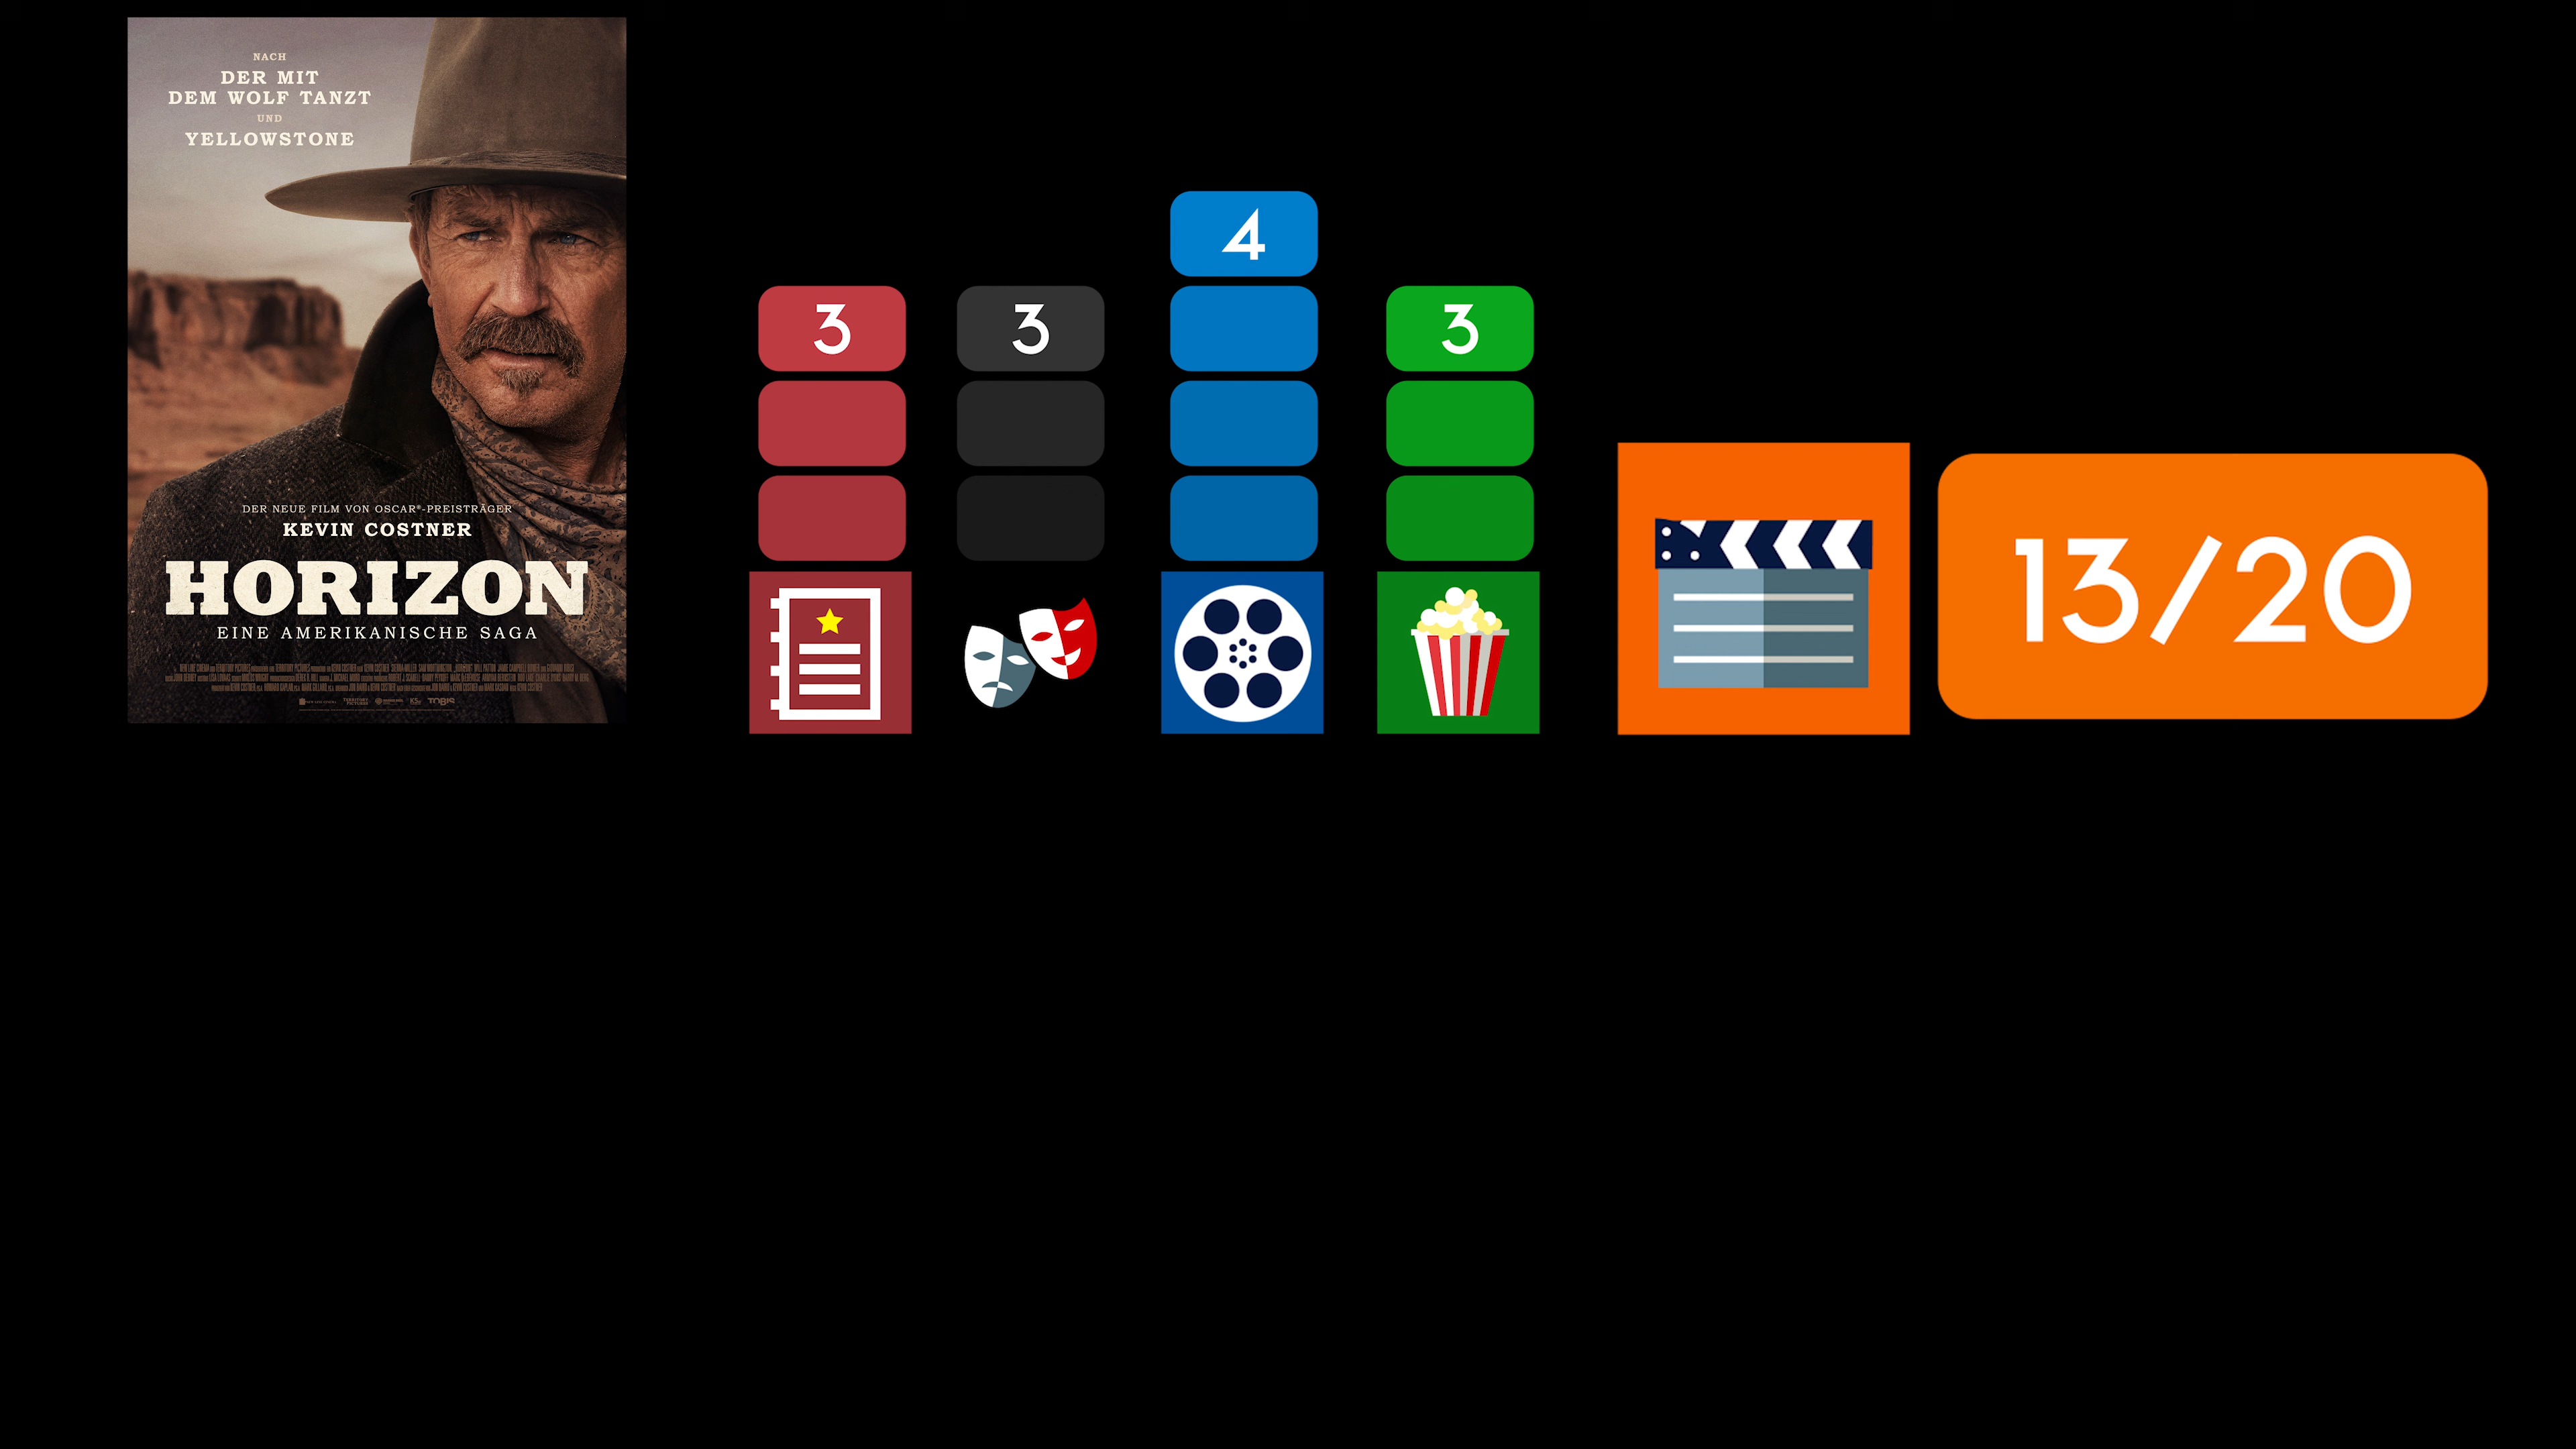 NACH
DER MIT
DEM WOLF TANZT
UND
YELLOWSTONE
DER NEUE FILM VON OSCAR®-PREISTRÄGER
KEVIN COSTNER
HORIZON
EINE AMERIKANISCHE SAGA
TOBIS
3
3
4
3
13/20